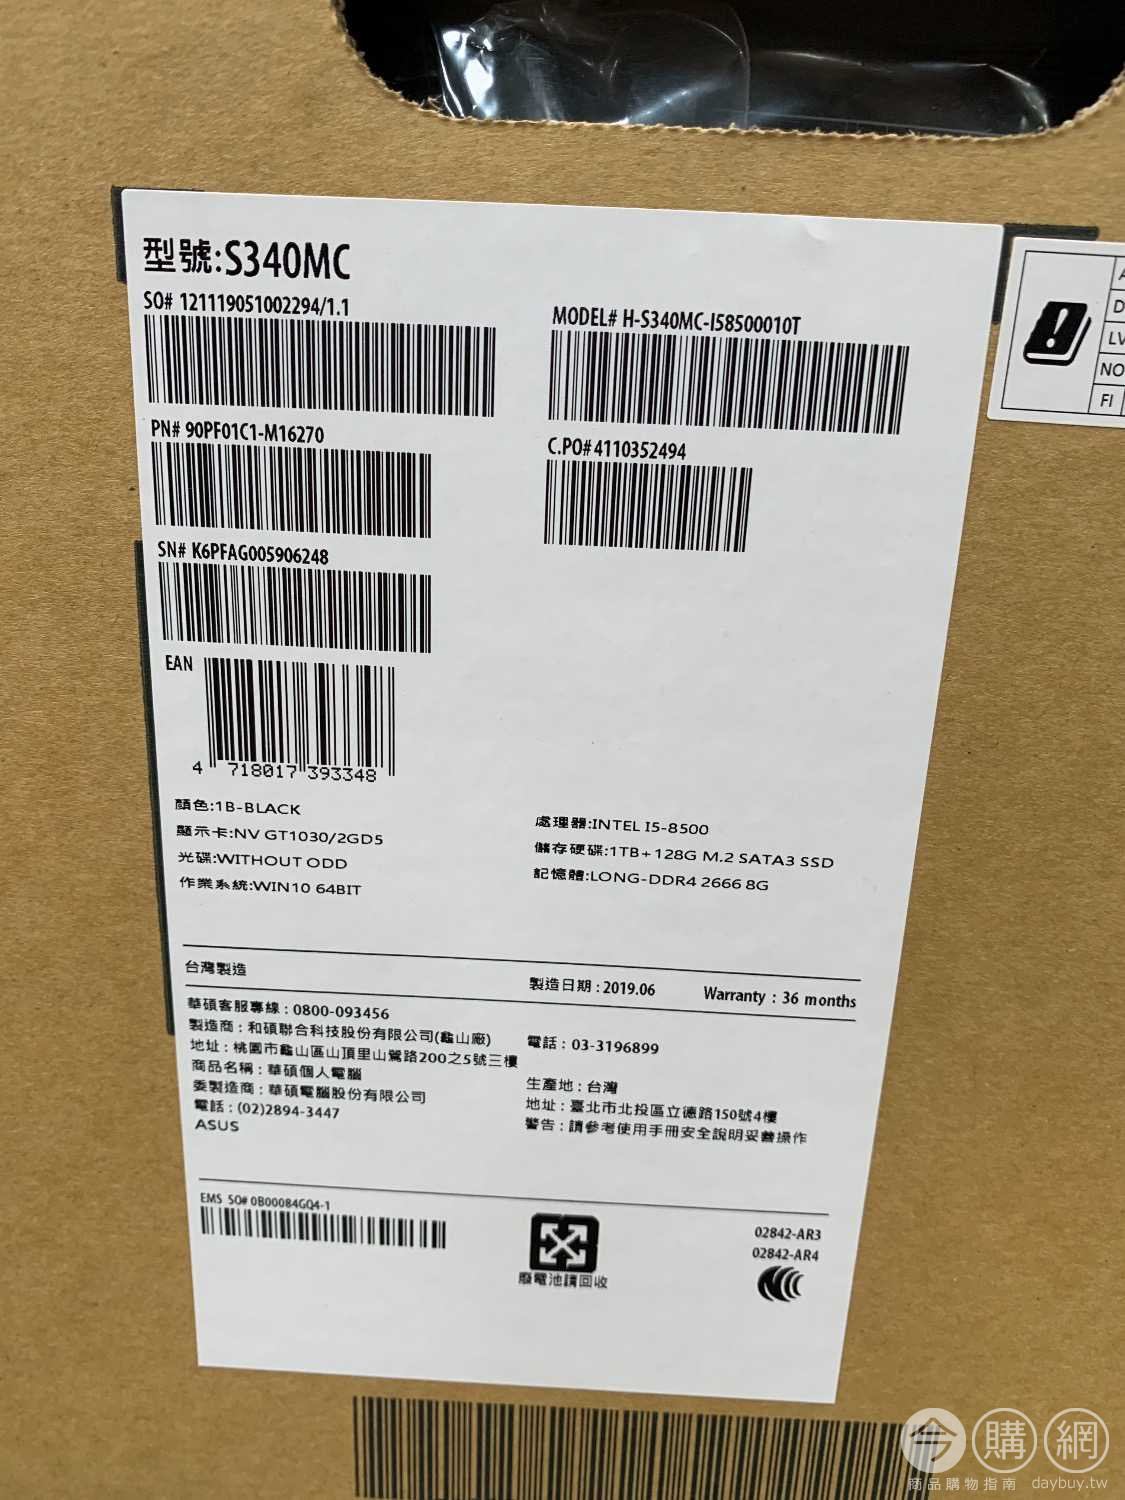 型號:S340MC
SO# 121119051002294/1.1
MODEL# H-S340MC-I58500010T
PN# 90PF01C1-M16270
C.PO#4110352494
SN# K6PFAG005906248
EAN
4 718017 393348
顏色:1B-BLACK
顯示卡:NV GT1030/2GD5
光碟:WITHOUT ODD
作業系統:WIN10 64BIT
處理器:INTEL I5-8500
儲存硬碟:1TB+128G M.2 SATA3 SSD
記憶體:LONG-DDR4 2666 8G
台灣製造
製造日期:2019.06
Warranty : 36 months
華碩客服專線:0800-093456
製造商:和碩聯合科技股份有限公司(龜山廠)
電話:03-3196899
地址:桃園市龜山區山頂里山鶯路200之5號三樓
商品名稱:華碩個人電腦
生產地:台灣
委製造商:華碩電腦股份有限公司
地址:臺北市北投區立德路150號4樓
電話:(02)2894-3447
警告:請參考使用手冊安全說明妥善操作
ASUS
EMS SO# 0B00084GQ4-1
廢電池請回收
02842-AR3
02842-AR4
LV
NO
FI
今購網
商品購物指南 daybuy.tw